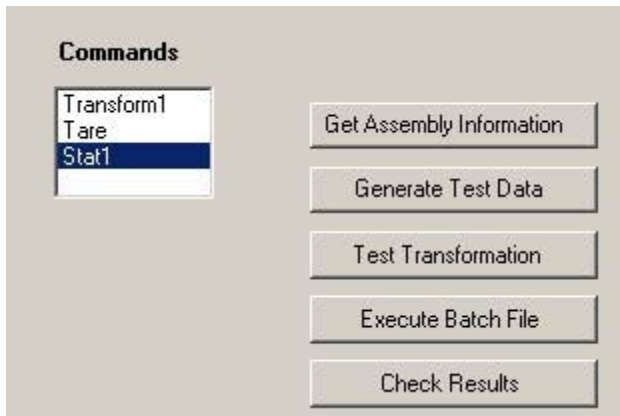 Commands
Transform1
Tare
Stat1
Get Assembly Information
Generate Test Data
Test Transformation
Execute Batch File
Check Results